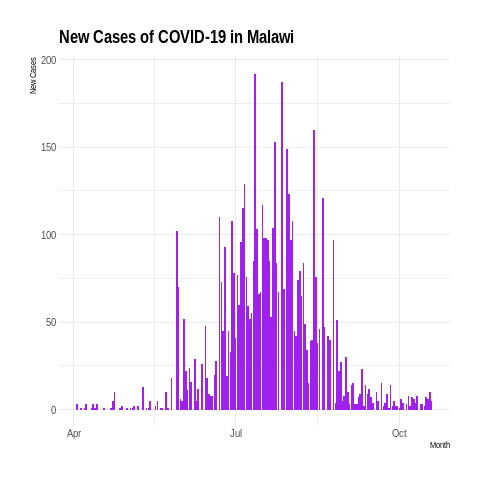 New Cases of COVID-19 in Malawi
New Cases
200
150
100
50
0
Apr
Jul
Oct
Month